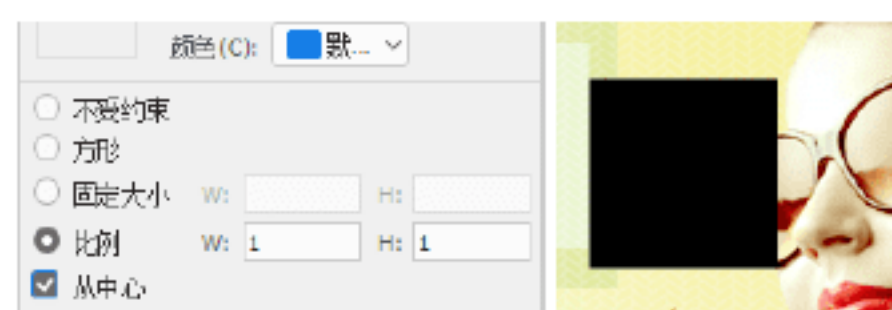 颜色(C): 默... 
不受约束
方形
固定大小 W: H:
比例 W: 1 H: 1
从中心